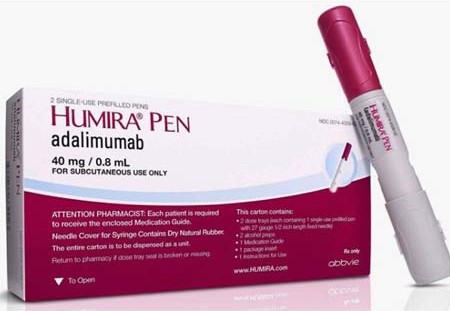 2 SINGLE-USE PREFILLED PENS
HUMIRA® PEN
adalimumab
40 mg / 0.8 mL
FOR SUBCUTANEOUS USE ONLY
NDC 0074-
ATTENTION PHARMACIST: Each patient is required
to receive the enclosed Medication Guide.
Needle Cover for Syringe Contains Dry Natural Rubber.
The entire carton is to be dispensed as a unit.
Return to pharmacy if dose tray seal is broken or missing.
This carton contains:
• 2 dose trays (each containing 1 single use prefilled pen
with 27 gauge 1/2 inch length fixed needle)
• 2 alcohol preps
• 1 Medication Guide
• 1 package insert
• 1 Instructions for Use
To Open
www.HUMIRA.com
Rx only
abbvie
HUMIRA PEN
(adalimumab)